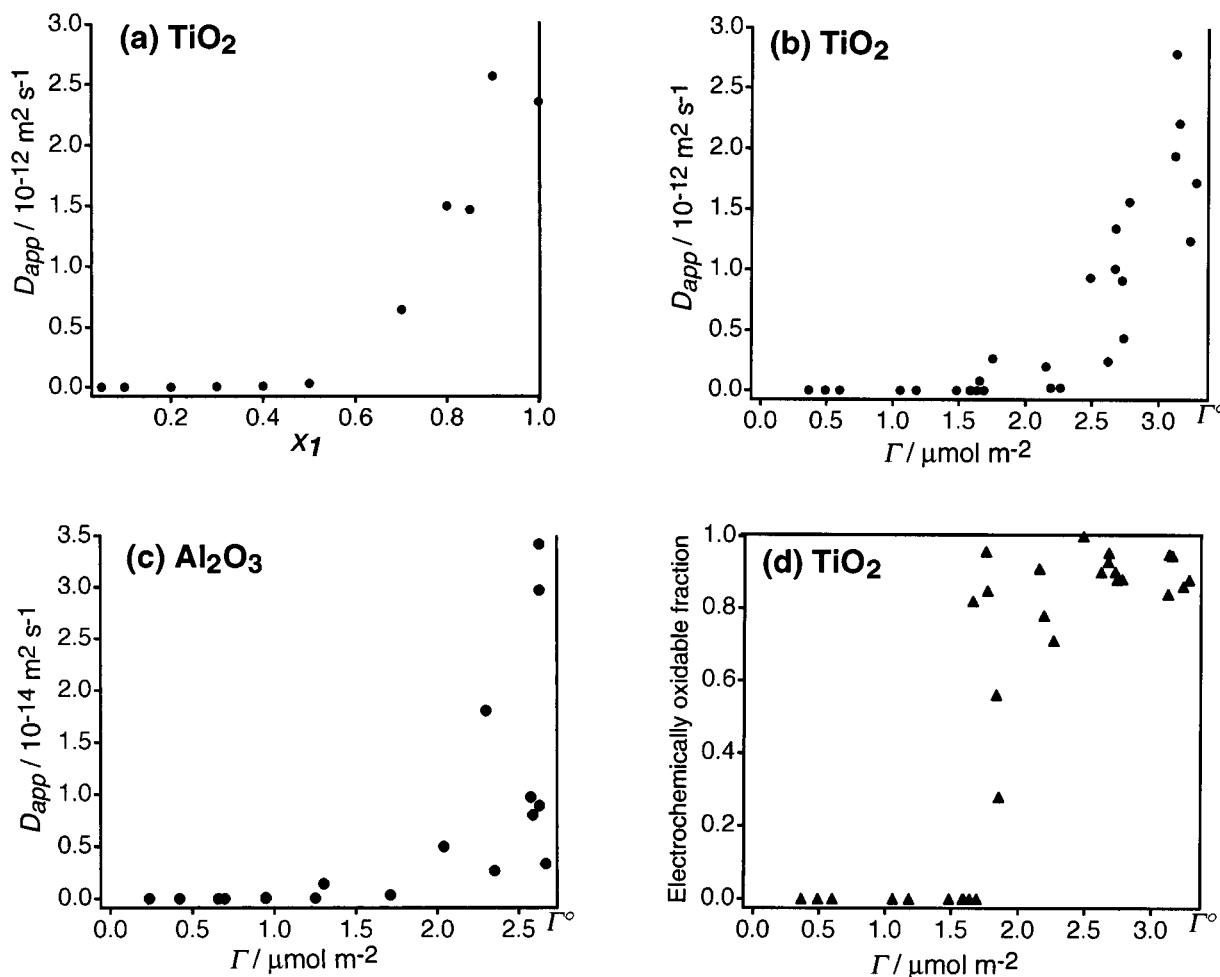 (a) TiO2
3.0
2.5
2.0
1.5
1.0
0.5
0.0
Dapp / 10-12 m2 s-1
0.2 0.4 0.6 0.8 1.0
X1
(b) TiO2
3.0
2.5
2.0
1.5
1.0
0.5
0.0
Dapp / 10-12 m2 s-1
0.0 0.5 1.0 1.5 2.0 2.5 3.0 Γ°
Γ / μmol m-2
(c) Al2O3
3.5
3.0
2.5
2.0
1.5
1.0
0.5
0.0
Dapp / 10-14 m2 s-1
0.0 0.5 1.0 1.5 2.0 2.5 Γ°
Γ / μmol m-2
(d) TiO2
1.0
0.8
0.6
0.4
0.2
0.0
Electrochemically oxidable fraction
0.0 0.5 1.0 1.5 2.0 2.5 3.0 Γ°
Γ / μmol m-2